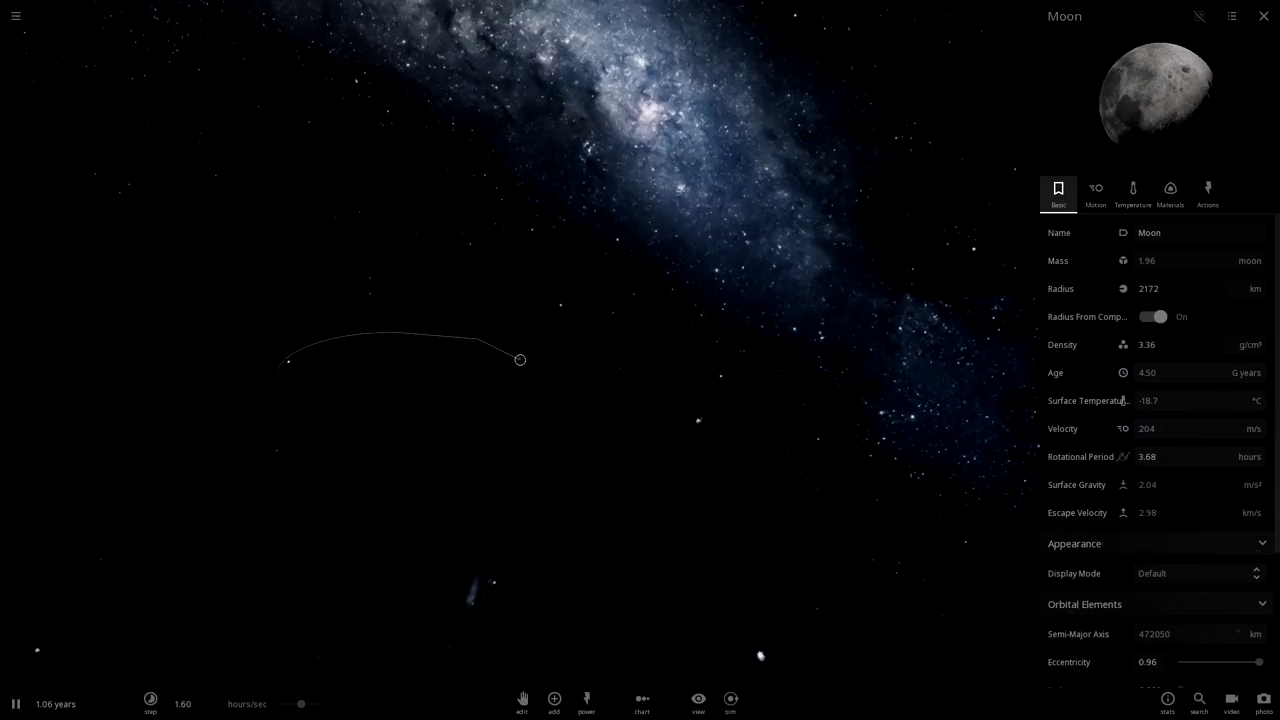 Moon
Basic
Motion
Temperature
Materials
Actions
Name Moon
Mass 1.96 moon
Radius 2172 km
Radius From Comp... On
Density 3.36 g/cm³
Age 4.50 G years
Surface Temperatur... -18.7 °C
Velocity 204 m/s
Rotational Period 3.68 hours
Surface Gravity 2.04 m/s²
Escape Velocity 2.98 km/s
Appearance
Display Mode Default
Orbital Elements
Semi-Major Axis 472050 km
Eccentricity 0.96
1.06 years
step
1.60 hours/sec
edit
add
power
chart
view
sim
stats
search
video
photo